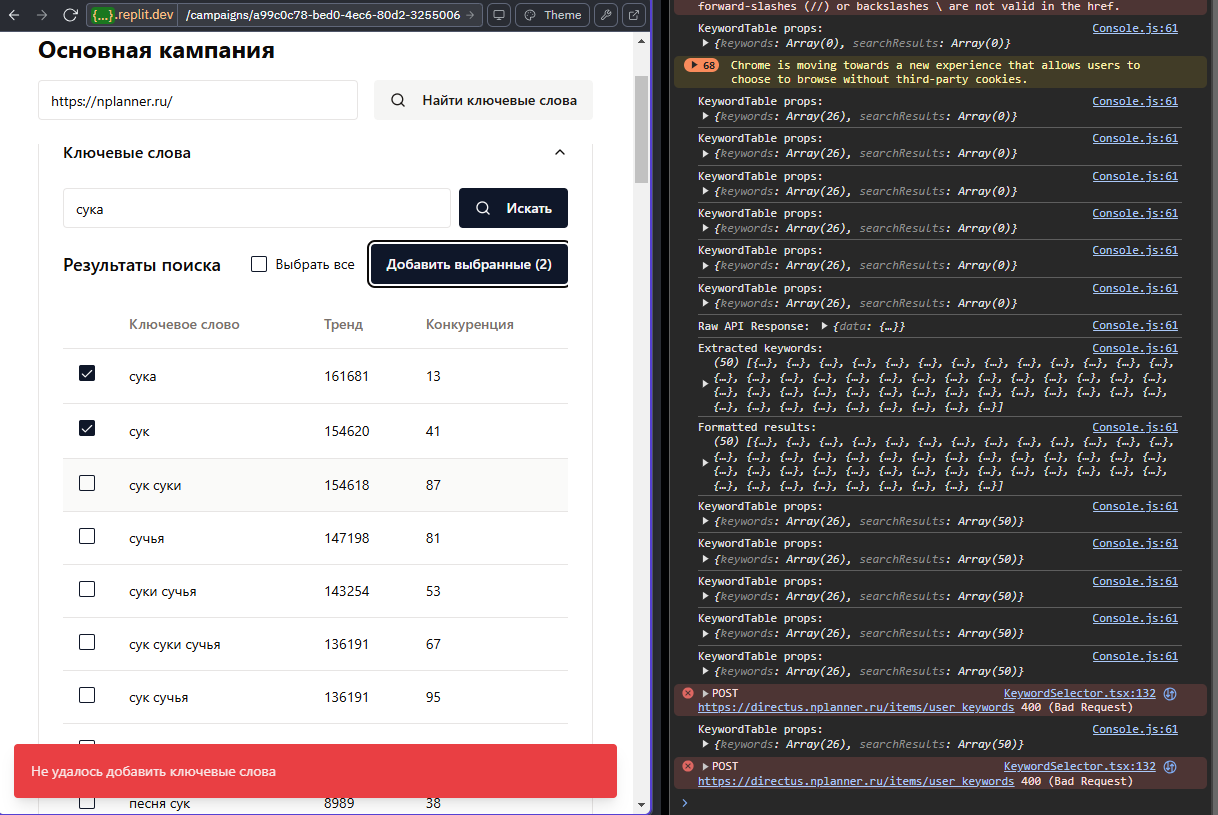 {...}.replit.dev /campaigns/a99c0c78-bed0-4ec6-80d2-3255006 Theme
Основная кампания
https://nplanner.ru/
Найти ключевые слова
Ключевые слова
сука
Искать
Результаты поиска
Выбрать все
Добавить выбранные (2)
Ключевое слово Тренд Конкуренция
сука 161681 13
сук 154620 41
сук суки 154618 87
сучья 147198 81
суки сучья 143254 53
сук суки сучья 136191 67
сук сучья 136191 95
Не удалось добавить ключевые слова
песня сук 8989 38
forward-slashes (//) or backslashes \ are not valid in the href.
KeywordTable props: Console.js:61
{keywords: Array(0), searchResults: Array(0)}
68 Chrome is moving towards a new experience that allows users to
choose to browse without third-party cookies.
KeywordTable props: Console.js:61
{keywords: Array(26), searchResults: Array(0)}
KeywordTable props: Console.js:61
{keywords: Array(26), searchResults: Array(0)}
KeywordTable props: Console.js:61
{keywords: Array(26), searchResults: Array(0)}
KeywordTable props: Console.js:61
{keywords: Array(26), searchResults: Array(0)}
KeywordTable props: Console.js:61
{keywords: Array(26), searchResults: Array(0)}
KeywordTable props: Console.js:61
{keywords: Array(26), searchResults: Array(0)}
Raw API Response: {data: {…}} Console.js:61
Extracted keywords: Console.js:61
(50) [{…}, {…}, {…}, {…}, {…}, {…}, {…}, {…}, {…}, {…}, {…}, {…}, {…},
{…}, {…}, {…}, {…}, {…}, {…}, {…}, {…}, {…}, {…}, {…}, {…}, {…}, {…},
{…}, {…}, {…}, {…}, {…}, {…}, {…}, {…}, {…}, {…}, {…}, {…}, {…}, {…},
{…}, {…}, {…}, {…}, {…}, {…}, {…}, {…}, {…}]
Formatted results: Console.js:61
(50) [{…}, {…}, {…}, {…}, {…}, {…}, {…}, {…}, {…}, {…}, {…}, {…}, {…},
{…}, {…}, {…}, {…}, {…}, {…}, {…}, {…}, {…}, {…}, {…}, {…}, {…}, {…},
{…}, {…}, {…}, {…}, {…}, {…}, {…}, {…}, {…}, {…}, {…}, {…}, {…}, {…},
{…}, {…}, {…}, {…}, {…}, {…}, {…}, {…}, {…}]
KeywordTable props: Console.js:61
{keywords: Array(26), searchResults: Array(50)}
KeywordTable props: Console.js:61
{keywords: Array(26), searchResults: Array(50)}
KeywordTable props: Console.js:61
{keywords: Array(26), searchResults: Array(50)}
KeywordTable props: Console.js:61
{keywords: Array(26), searchResults: Array(50)}
KeywordTable props: Console.js:61
{keywords: Array(26), searchResults: Array(50)}
POST KeywordSelector.tsx:132
https://directus.nplanner.ru/items/user_keywords 400 (Bad Request)
KeywordTable props: Console.js:61
{keywords: Array(26), searchResults: Array(50)}
POST KeywordSelector.tsx:132
https://directus.nplanner.ru/items/user_keywords 400 (Bad Request)